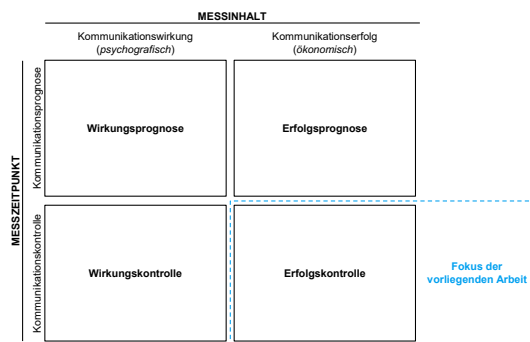 MESSINHALT
Kommunikationswirkung
(psychografisch)
Kommunikationserfolg
(ökonomisch)
MESSZEITPUNKT
Kommunikationsprognose
Wirkungsprognose
Erfolgsprognose
Kommunikationskontrolle
Wirkungskontrolle
Erfolgskontrolle
Fokus der
vorliegenden Arbeit